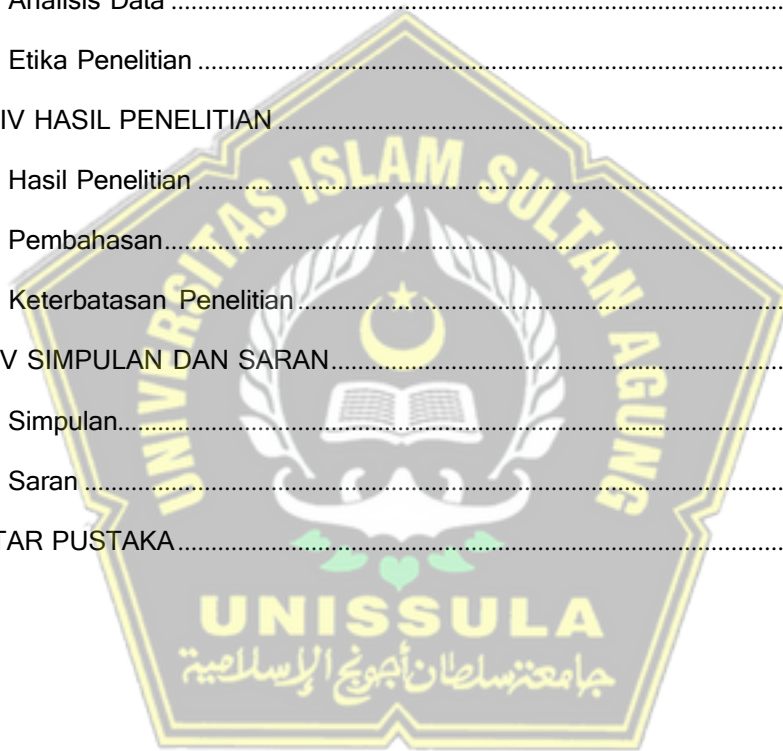 Analisis Data ........................................................................................
Etika Penelitian ........................................................................................
IV HASIL PENELITIAN ........................................................................
Hasil Penelitian ........................................................................................
Pembahasan........................................................................................
Keterbatasan Penelitian ........................................................................
V SIMPULAN DAN SARAN........................................................................
Simpulan........................................................................................
Saran ........................................................................................
TAR PUSTAKA ........................................................................................
UNIVERSITAS ISLAM SULTAN AGUNG
UNISSULA
جامعة سلطان أجونج الإسلامية